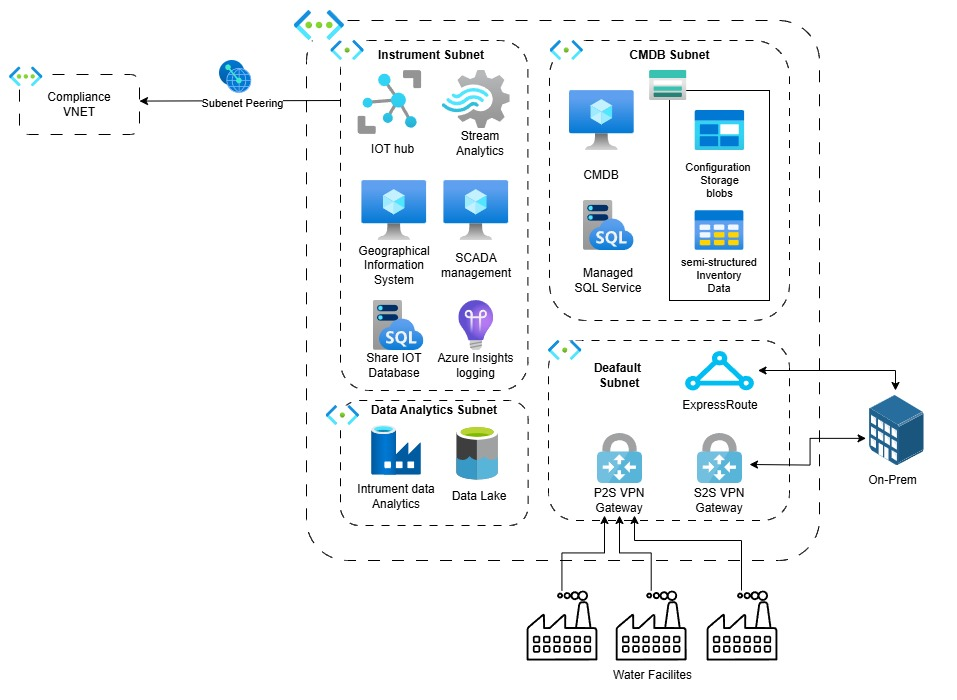 Instrument Subnet
CMDB Subnet
Compliance
VNET
Subenet Peering
IOT hub
Stream
Analytics
CMDB
Configuration
Storage
blobs
Geographical
Information
System
SCADA
management
SQL
Managed
SQL Service
semi-structured
Inventory
Data
SQL
Share IOT
Database
Azure Insights
logging
Deafault
Subnet
ExpressRoute
Data Analytics Subnet
Intrument data
Analytics
Data Lake
P2S VPN
Gateway
S2S VPN
Gateway
On-Prem
Water Facilites